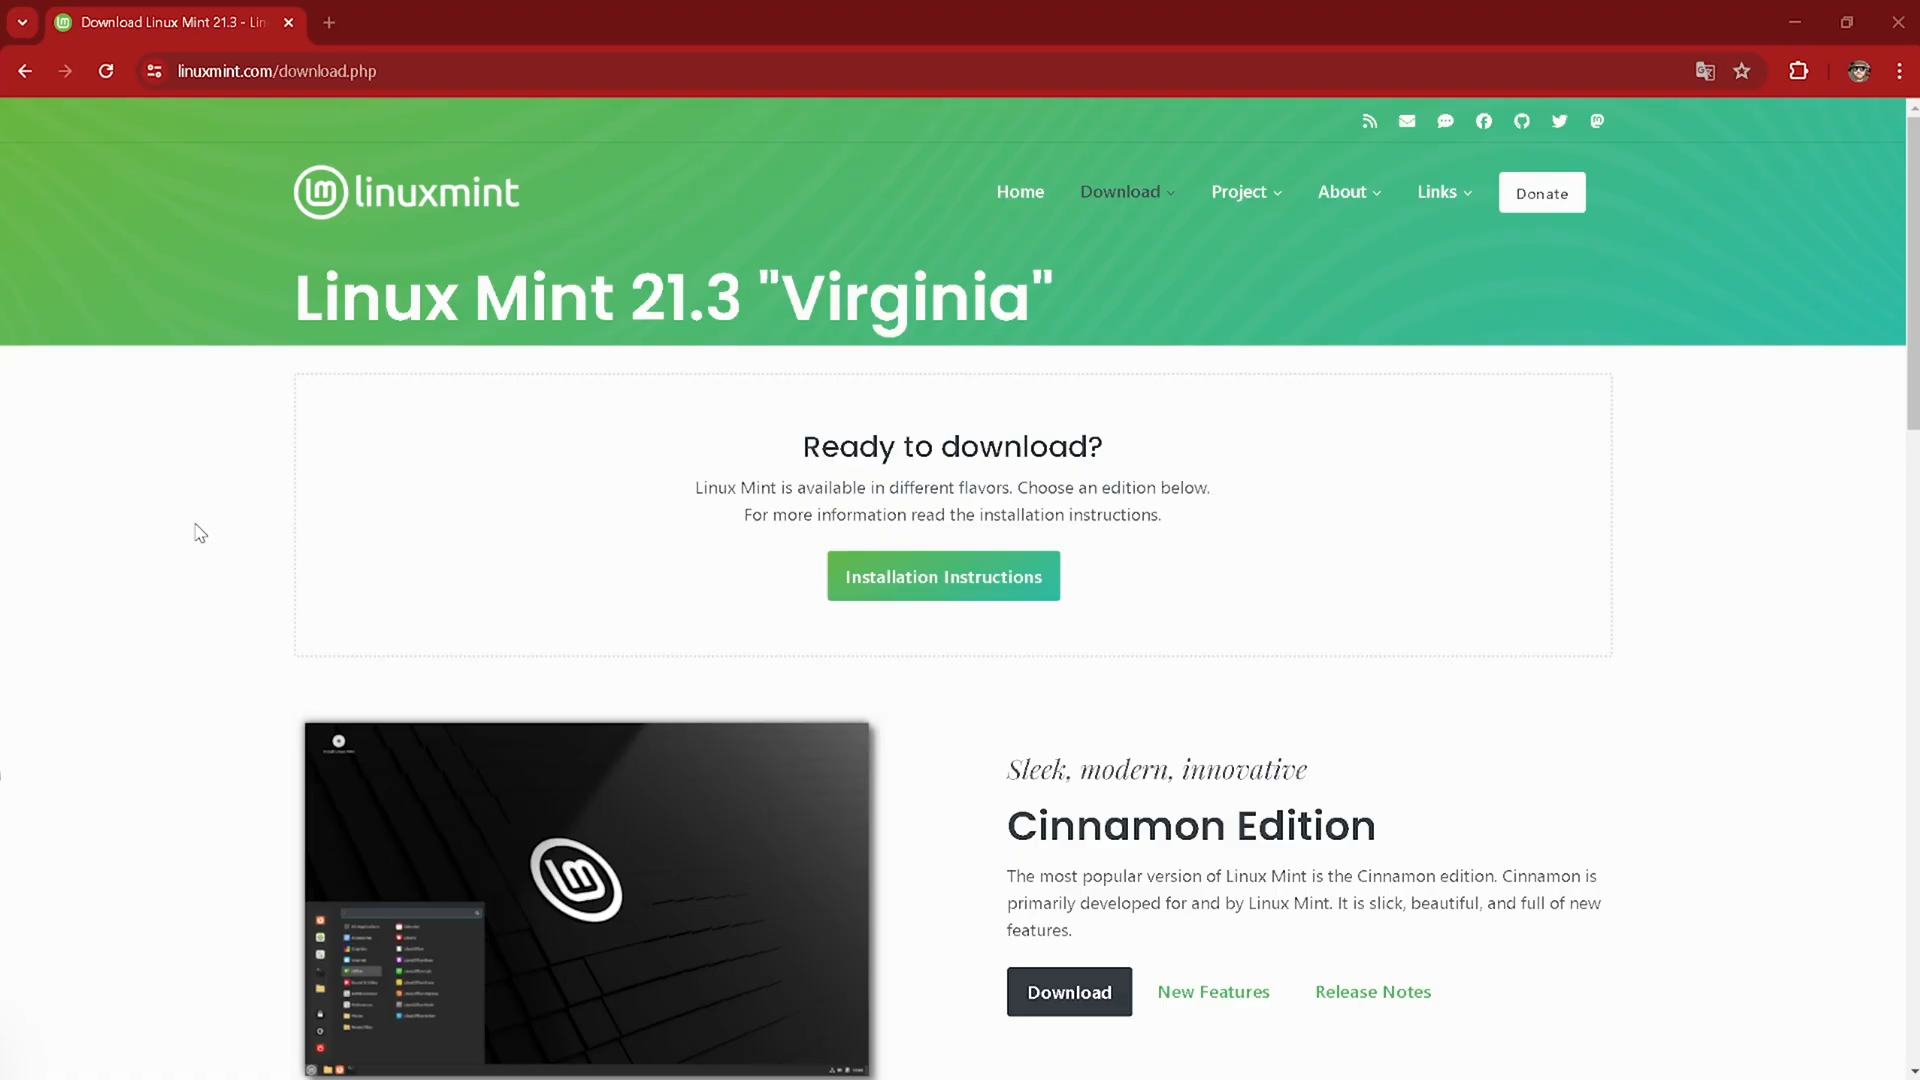 Download Linux Mint 21.3 - Lin
linuxmint.com/download.php
linuxmint
Home
Download
Project
About
Links
Donate
Linux Mint 21.3 "Virginia"
Ready to download?
Linux Mint is available in different flavors. Choose an edition below.
For more information read the installation instructions.
Installation Instructions
Sleek, modern, innovative
Cinnamon Edition
The most popular version of Linux Mint is the Cinnamon edition. Cinnamon is
primarily developed for and by Linux Mint. It is slick, beautiful, and full of new
features.
Download
New Features
Release Notes